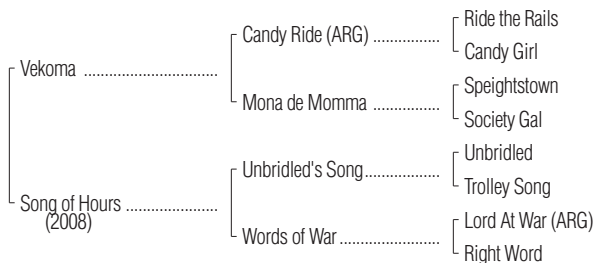 Ride the Rails
Candy Ride (ARG) ................
Candy Girl
Vekoma ................................
Speightstown
Mona de Momma ................
Society Gal
Unbridled
Unbridled's Song..................
Trolley Song
Song of Hours ......................
(2008)
Lord At War (ARG)
Words of War........................
Right Word